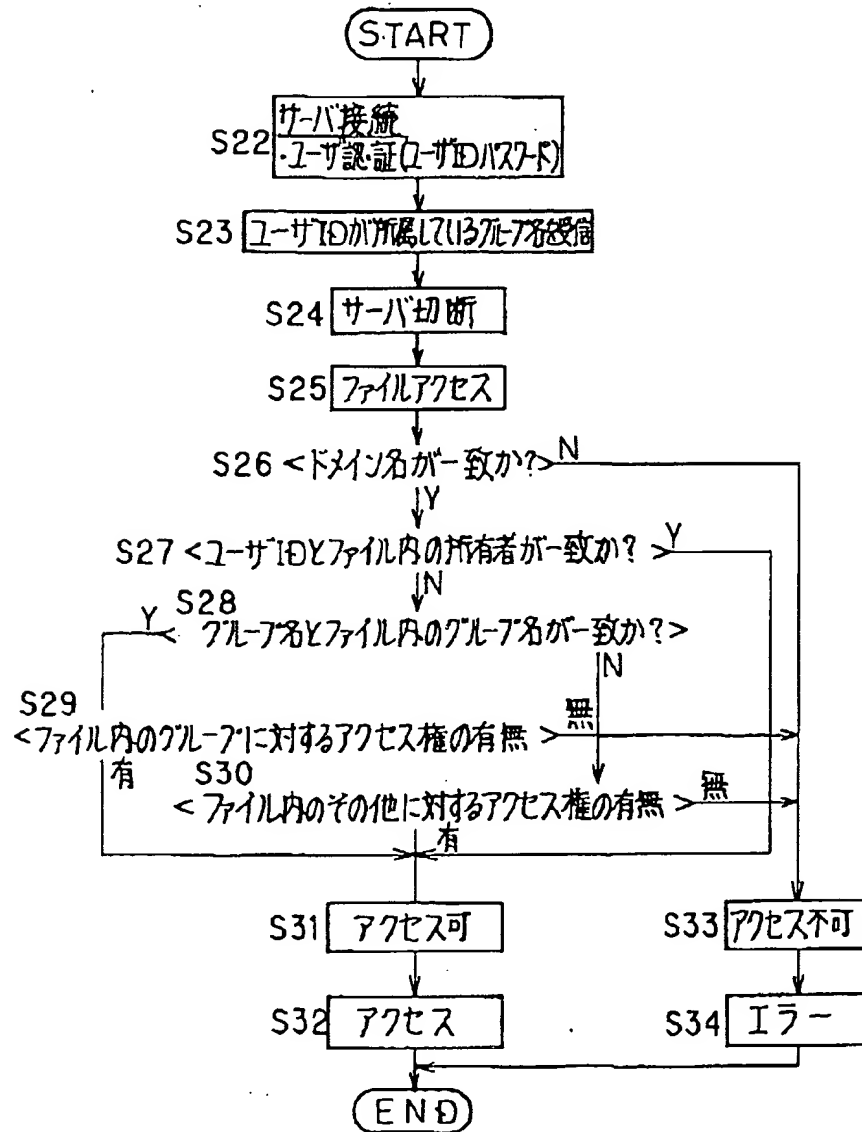 START
S22
サーバ接続
・ユーザ認証(ユーザIDパスワード)
S23 ユーザIDが所属しているグループ名を受信
S24 サーバ切断
S25 ファイルアクセス
S26 <ドメイン名が一致か?> N
Y
S27 <ユーザIDとファイル内の所有者が一致か? > Y
N
S28
Y < グループ名とファイル内のグループ名が一致か?>
N
S29
<ファイル内のグループに対するアクセス権の有無 > 無
有
S30
< ファイル内のその他に対するアクセス権の有無> 無
有
S31 アクセス可
S33 アクセス不可
S32 アクセス
S34 エラー
END